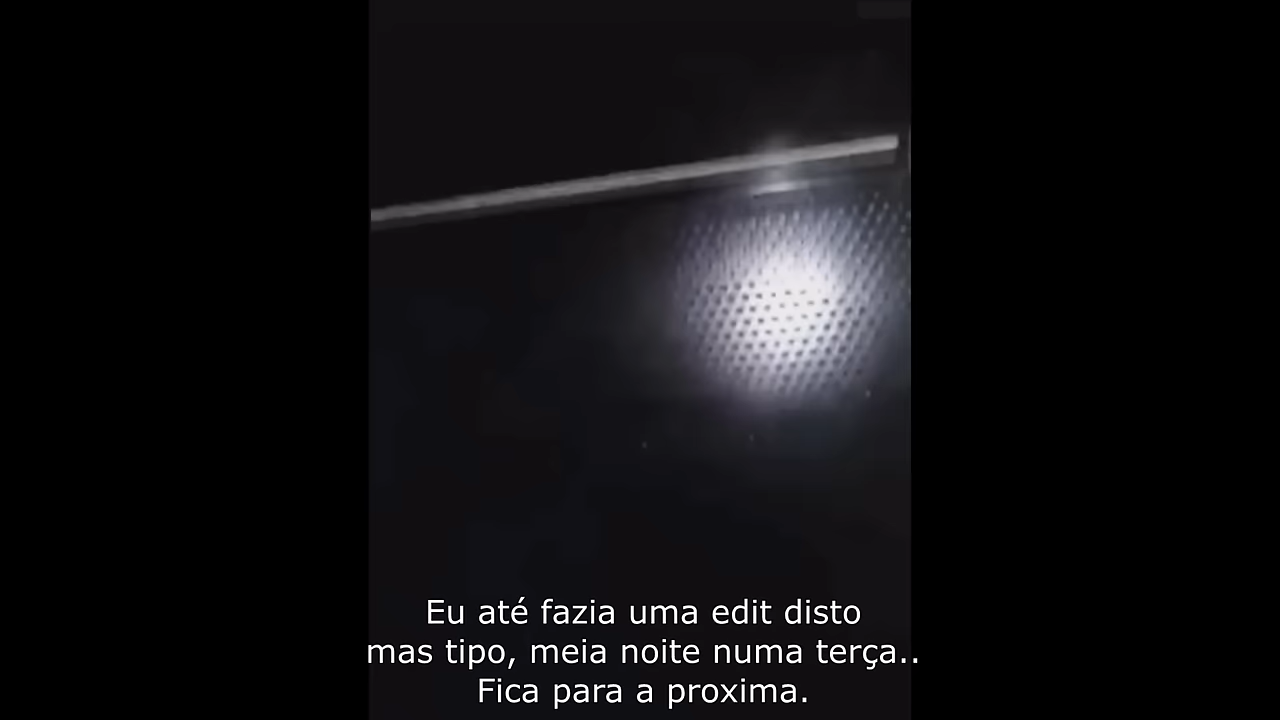 Eu até fazia uma edit disto
mas tipo, meia noite numa terça..
Fica para a proxima.